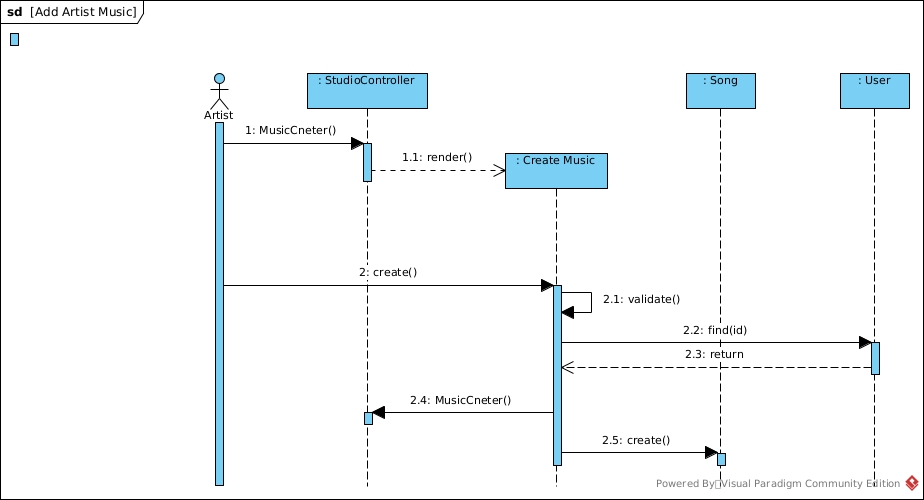 sd [Add Artist Music]
: StudioController
: Song
: User
Artist
1: MusicCneter()
1.1: render()
: Create Music
2: create()
2.1: validate()
2.2: find(id)
2.3: return
2.4: MusicCneter()
2.5: create()
Powered By Visual Paradigm Community Edition